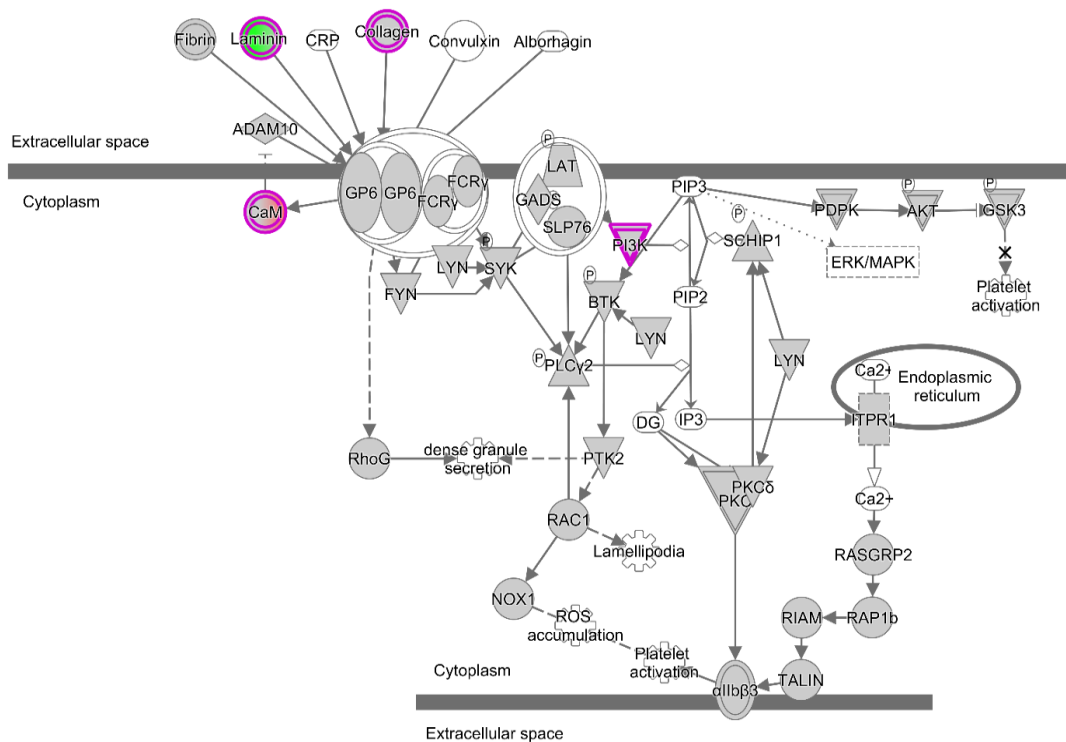 Fibrin
Laminin
CRP
Collagen
Convulxin
Alborhagin
ADAM10
Extracellular space
Cytoplasm
P
LAT
GP6
GP6
FCRγ
FCRγ
GADS
SLP76
CaM
PIP3
PDPK
P
AKT
P
GSK3
P
SCHIP1
PI3K
ERK/MAPK
LYN
P
SYK
FYN
P
BTK
PIP2
Platelet
activation
LYN
LYN
P
PLCγ2
Ca2+
Endoplasmic
reticulum
ITPR1
DG
IP3
RhoG
dense granule
secretion
PTK2
PKCδ
PKC
Ca2+
RAC1
Lamellipodia
RASGRP2
NOX1
ROS
accumulation
RIAM
RAP1b
Platelet
activation
Cytoplasm
αIIbβ3
TALIN
Extracellular space